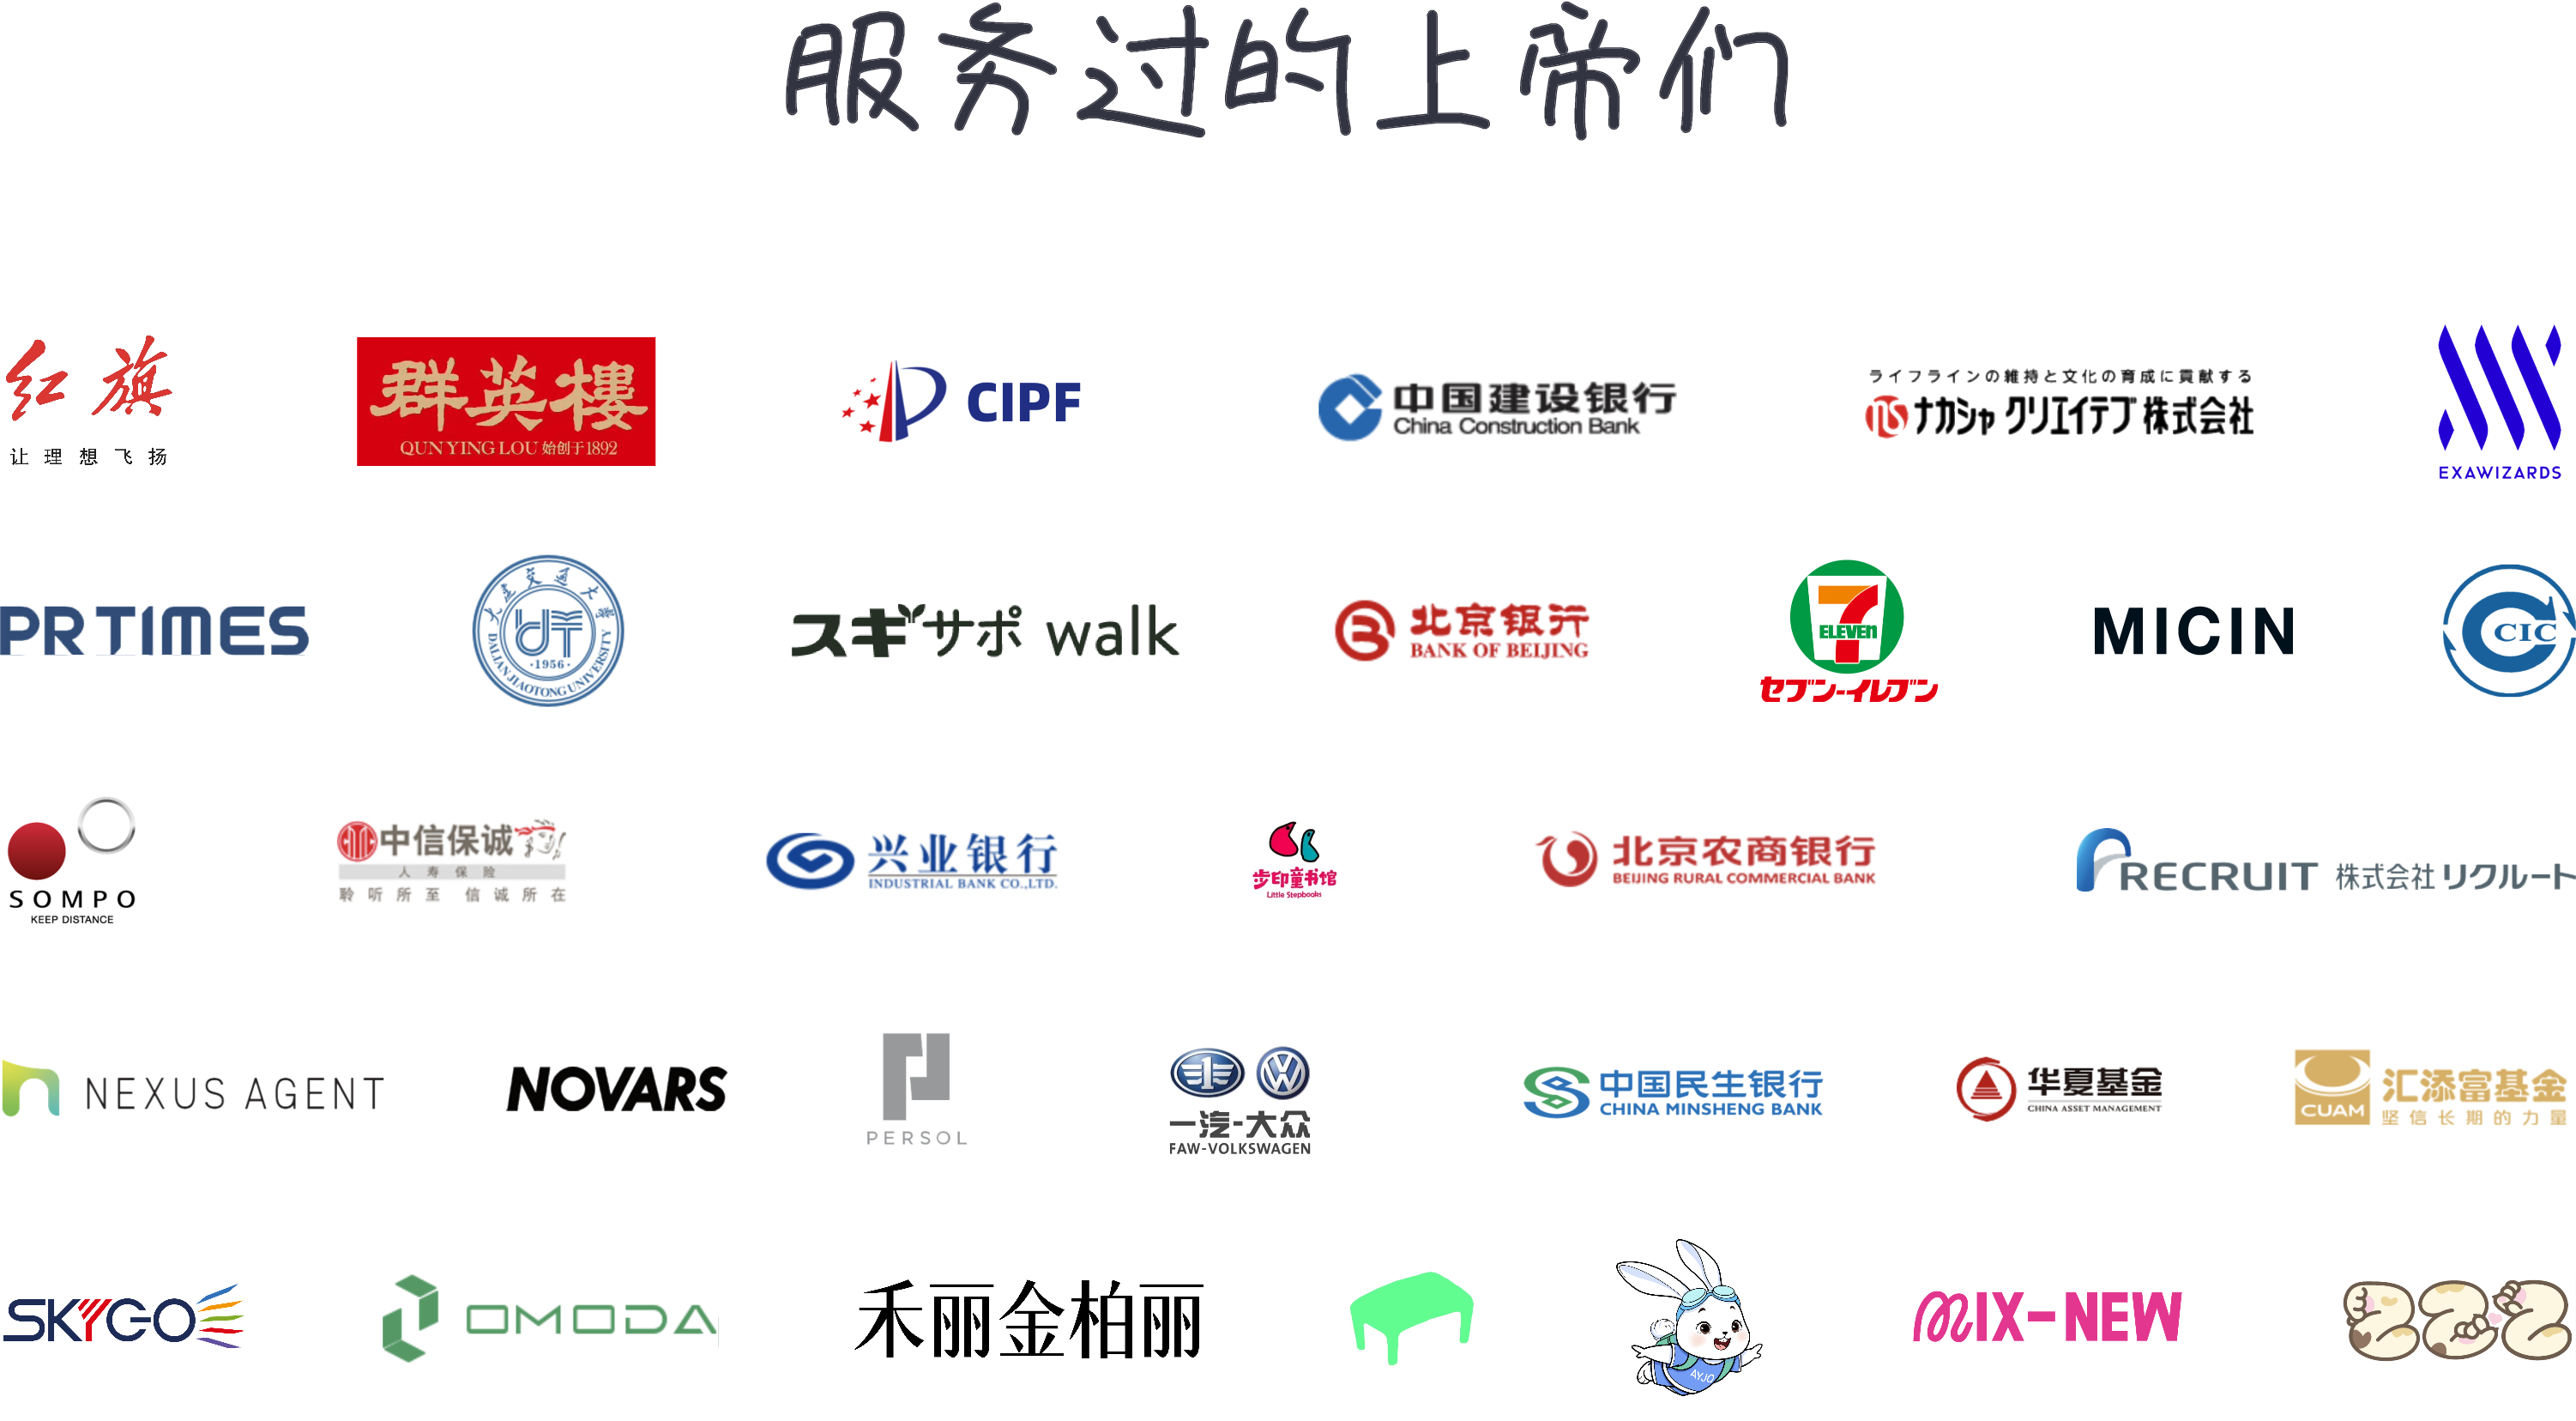 服务过的上帝们
红旗
让理想飞扬
群英樓
QUN YING LOU 始创于1892
CIPF
中国建设银行
China Construction Bank
ライフラインの維持と文化の育成に貢献する
ナカシャ クリエイテブ 株式会社
EXAWIZARDS
PR TIMES
大连交通大学
·1956·
DALIAN JIAOTONG UNIVERSITY
スギサポ walk
北京银行
BANK OF BEIJING
7
ELEVEn
セブン-イレブン
MICIN
CIC
SOMPO
KEEP DISTANCE
中信保诚
人寿保险
聆听所至 信诚所在
兴业银行
INDUSTRIAL BANK CO.,LTD.
步印童书馆
Little Stepbooks
北京农商银行
BEIJING RURAL COMMERCIAL BANK
RECRUIT 株式会社 リクルート
NEXUS AGENT
NOVARS
PERSOL
一汽-大众
FAW-VOLKSWAGEN
中国民生银行
CHINA MINSHENG BANK
华夏基金
CHINA ASSET MANAGEMENT
CUAM
汇添富基金
坚信长期的力量
SKYGO
OMODA
禾丽金柏丽
AYJO
MIX-NEW